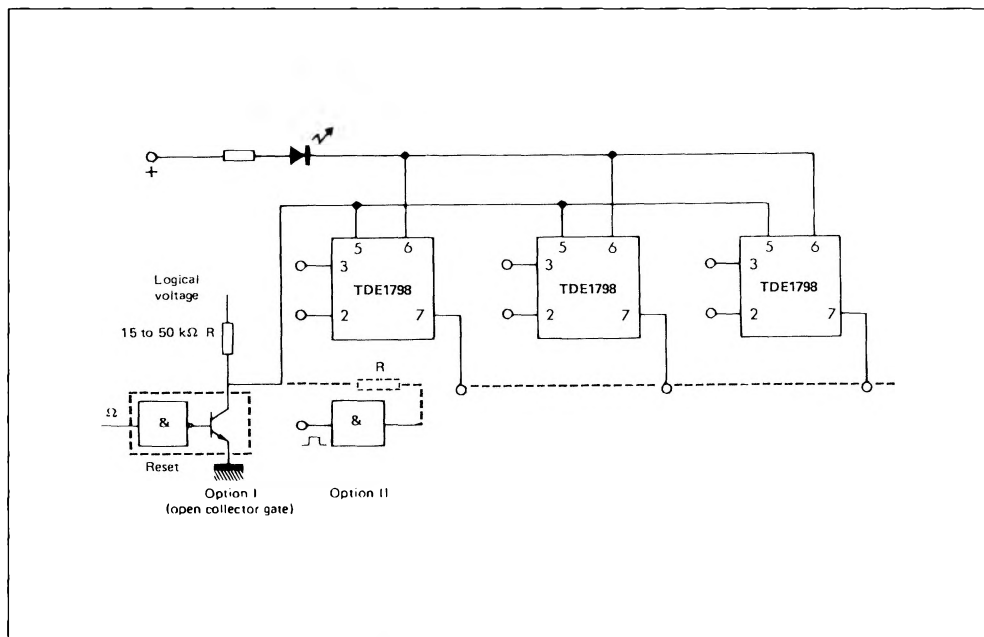 +
5 6
3
TDE1798
2 7
5 6
3
TDE1798
2 7
5 6
3
TDE1798
2 7
Logical
voltage
15 to 50 kΩ R
R
Ω
&
&
Reset
Option I
(open collector gate)
Option II